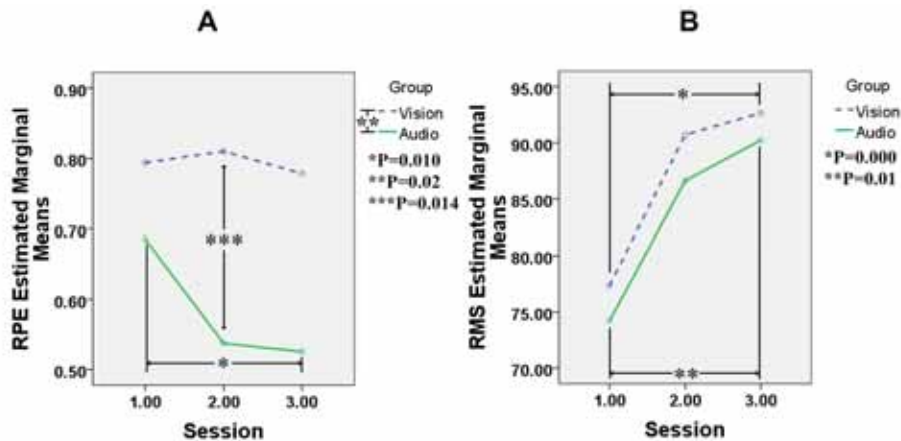 A
RPE Estimated Marginal
Means
0.90
0.80
0.70
0.60
0.50
1.00 2.00 3.00
Session
***
*
Group
**
Vision
Audio
*P=0.010
**P=0.02
***P=0.014
B
RMS Estimated Marginal
Means
95.00
90.00
85.00
80.00
75.00
70.00
1.00 2.00 3.00
Session
*
**
Group
Vision
Audio
*P=0.000
**P=0.01